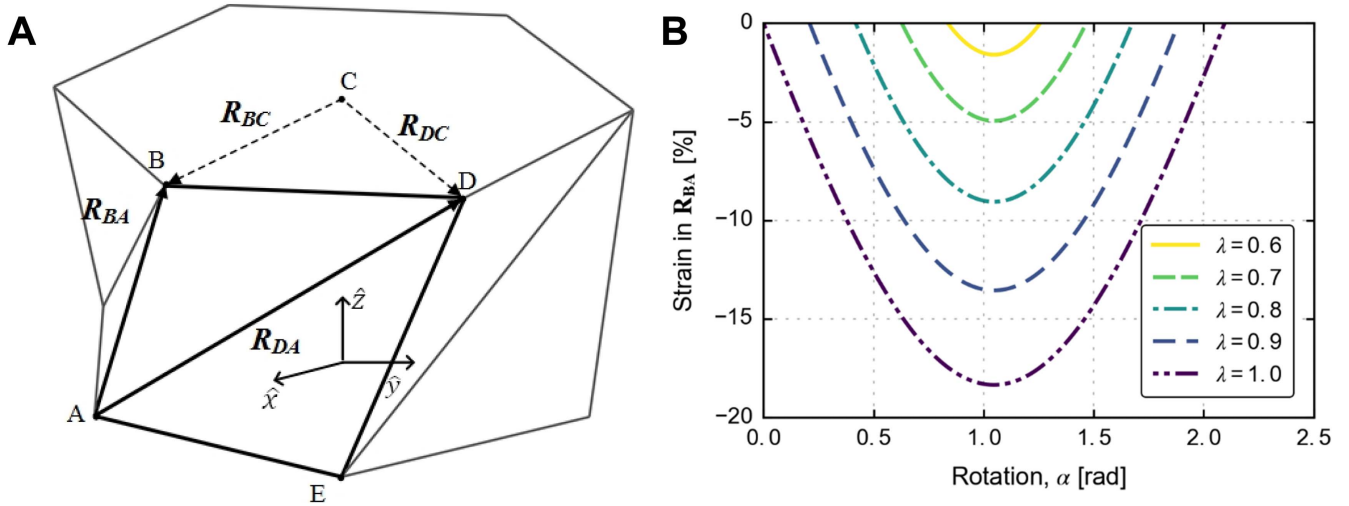 A
C
R_BC
R_DC
B
D
R_BA
ẑ
R_DA
ŷ
x̂
A
E
B
Strain in R_BA [%]
0
−5
−10
−15
−20
λ = 0.6
λ = 0.7
λ = 0.8
λ = 0.9
λ = 1.0
0.0 0.5 1.0 1.5 2.0 2.5
Rotation, α [rad]